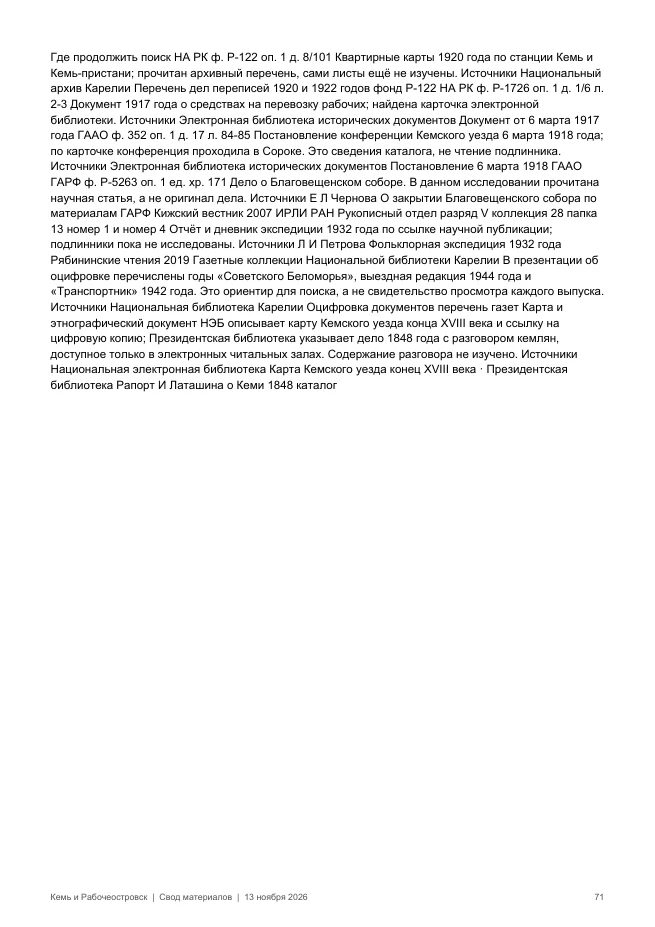 Где продолжить поиск НА РК ф. Р-122 оп. 1 д. 8/101 Квартирные карты 1920 года по станции Кемь и
Кемь-пристани; прочитан архивный перечень, сами листы ещё не изучены. Источники Национальный
архив Карелии Перечень дел переписей 1920 и 1922 годов фонд Р-122 НА РК ф. Р-1726 оп. 1 д. 1/6 л.
2-3 Документ 1917 года о средствах на перевозку рабочих; найдена карточка электронной
библиотеки. Источники Электронная библиотека исторических документов Документ от 6 марта 1917
года ГААО ф. 352 оп. 1 д. 17 л. 84-85 Постановление конференции Кемского уезда 6 марта 1918 года;
по карточке конференция проходила в Сороке. Это сведения каталога, не чтение подлинника.
Источники Электронная библиотека исторических документов Постановление 6 марта 1918 ГААО
ГАРФ ф. Р-5263 оп. 1 ед. хр. 171 Дело о Благовещенском соборе. В данном исследовании прочитана
научная статья, а не оригинал дела. Источники Е Л Чернова О закрытии Благовещенского собора по
материалам ГАРФ Кижский вестник 2007 ИРЛИ РАН Рукописный отдел разряд V коллекция 28 папка
13 номер 1 и номер 4 Отчёт и дневник экспедиции 1932 года по ссылке научной публикации;
подлинники пока не исследованы. Источники Л И Петрова Фольклорная экспедиция 1932 года
Рябининские чтения 2019 Газетные коллекции Национальной библиотеки Карелии В презентации об
оцифровке перечислены годы «Советского Беломорья», выездная редакция 1944 года и
«Транспортник» 1942 года. Это ориентир для поиска, а не свидетельство просмотра каждого выпуска.
Источники Национальная библиотека Карелии Оцифровка документов перечень газет Карта и
этнографический документ НЭБ описывает карту Кемского уезда конца XVIII века и ссылку на
цифровую копию; Президентская библиотека указывает дело 1848 года с разговором кемлян,
доступное только в электронных читальных залах. Содержание разговора не изучено. Источники
Национальная электронная библиотека Карта Кемского уезда конец XVIII века · Президентская
библиотека Рапорт И Латашина о Кеми 1848 каталог
Кемь и Рабочеостровск | Свод материалов | 13 ноября 2026 71